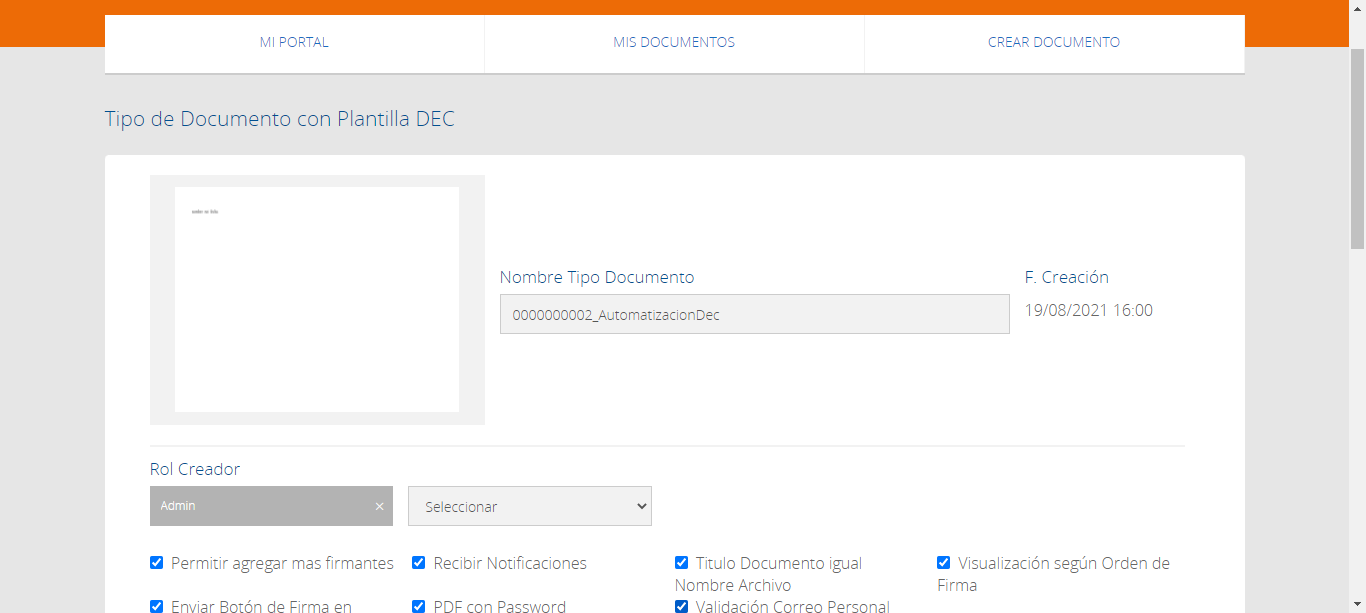 MI PORTAL
MIS DOCUMENTOS
CREAR DOCUMENTO
Tipo de Documento con Plantilla DEC
Nombre Tipo Documento
0000000002_AutomatizacionDec
F. Creación
19/08/2021 16:00
Rol Creador
Admin
×
Seleccionar
Permitir agregar mas firmantes
Recibir Notificaciones
Titulo Documento igual
Nombre Archivo
Visualización según Orden de
Firma
Enviar Botón de Firma en
PDF con Password
Validación Correo Personal